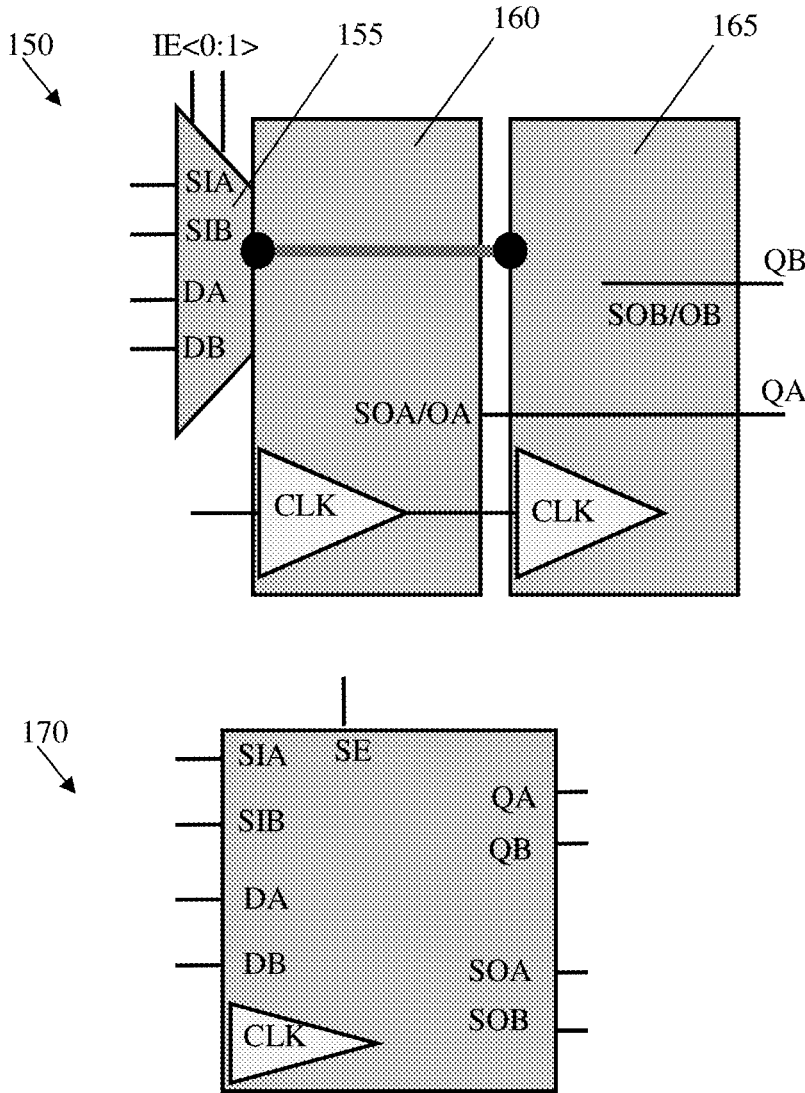 150
IE<0:1>
155
160
165
SIA
SIB
DA
DB
QB
SOB/OB
QA
SOA/OA
CLK
CLK
170
SIA
SE
QA
SIB
QB
DA
DB
SOA
SOB
CLK